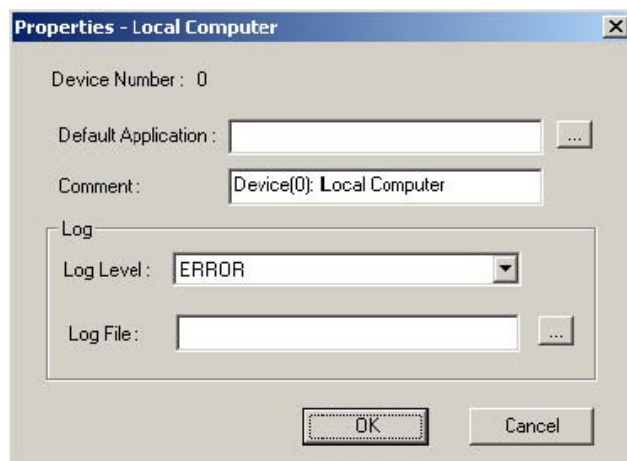 Properties - Local Computer
Device Number : 0
Default Application :
...
Comment :
Device(0): Local Computer
Log
Log Level :
ERROR
Log File :
...
OK
Cancel